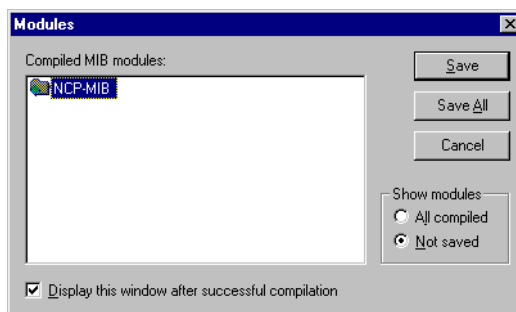 Modules
Compiled MIB modules:
NCP-MIB
Save
Save All
Cancel
Show modules
All compiled
Not saved
Display this window after successful compilation